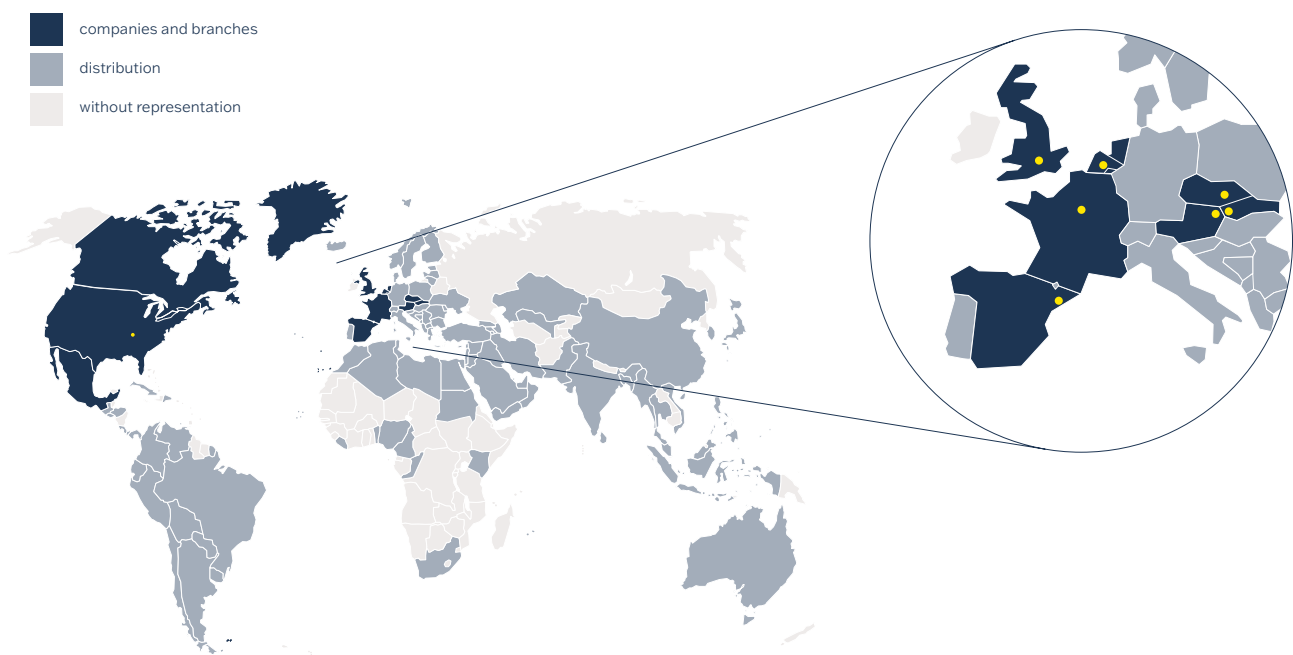 companies and branches
distribution
without representation